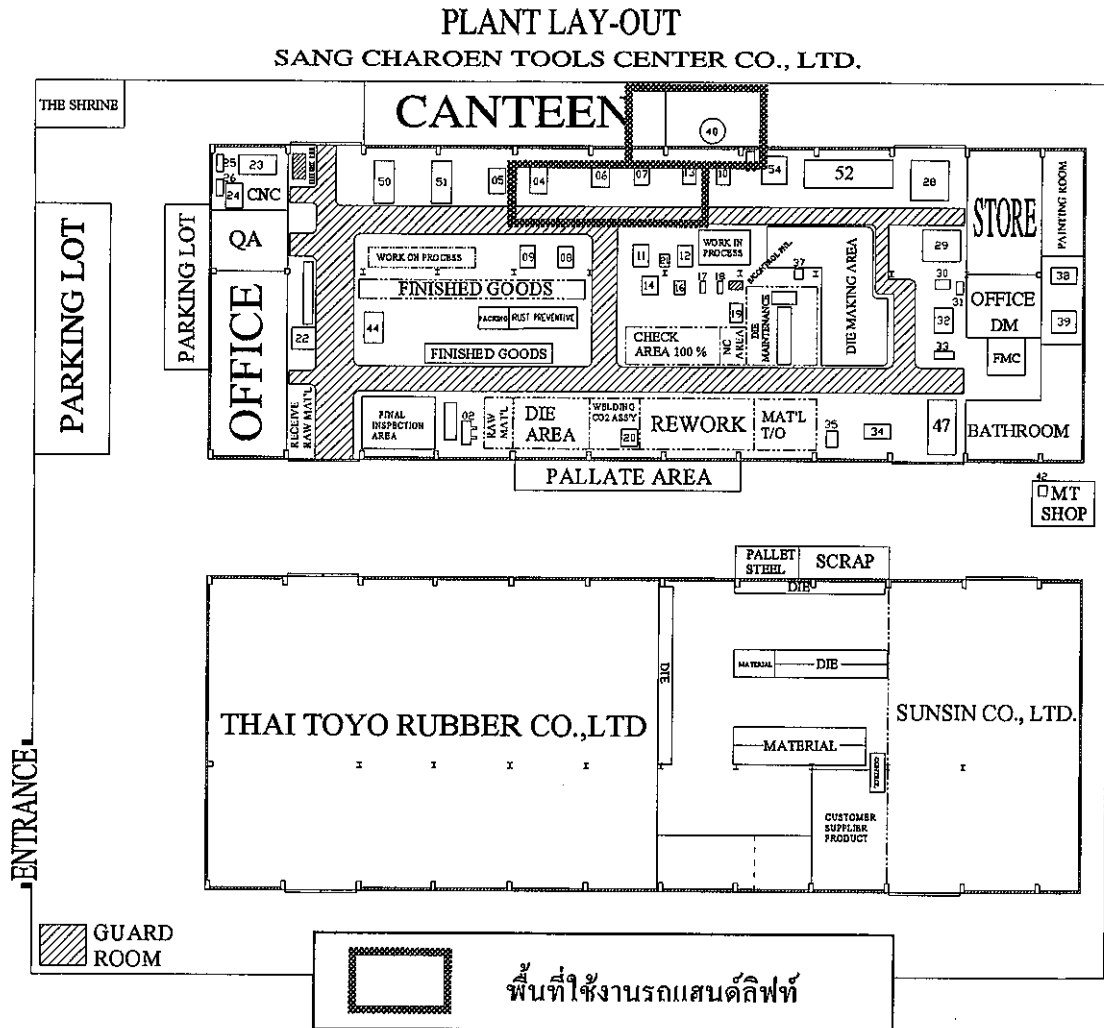 PLANT LAY-OUT
SANG CHAROEN TOOLS CENTER CO., LTD.
THE SHRINE
CANTEEN
40
25
23
26
24
CNC
50
51
05
04
06
07
13
10
54
52
28
STORE
PAINTING ROOM
PARKING LOT
PARKING LOT
QA
OFFICE
WORK ON PROCESS
09
08
11
12
WORK IN
PROCESS
37
DIE MAKING AREA
29
30
31
38
FINISHED GOODS
14
16
17
18
OFFICE
DM
39
22
44
PACKING
RUST PREVENTIVE
19
32
FINISHED GOODS
CHECK
AREA 100 %
NC
AREA
DIE
MAINTENANG
33
FMC
RECEIVE
RAW MAT'L
FINAL
INSPECTION
AREA
RAW MAT'L
DIE
AREA
WELDING
CO2 ASS'Y
20
REWORK
MAT'L
T/O
35
34
47
BATHROOM
PALLATE AREA
42
MT
SHOP
PALLET
STEEL
SCRAP
DIE
DIE
MATERIAL
DIE
THAI TOYO RUBBER CO.,LTD
SUNSIN CO., LTD.
MATERIAL
CUSTOMER
SUPPLIER
PRODUCT
ENTRANCE
GUARD
ROOM
พื้นที่ใช้งานรถแฮนด์ลิฟท์